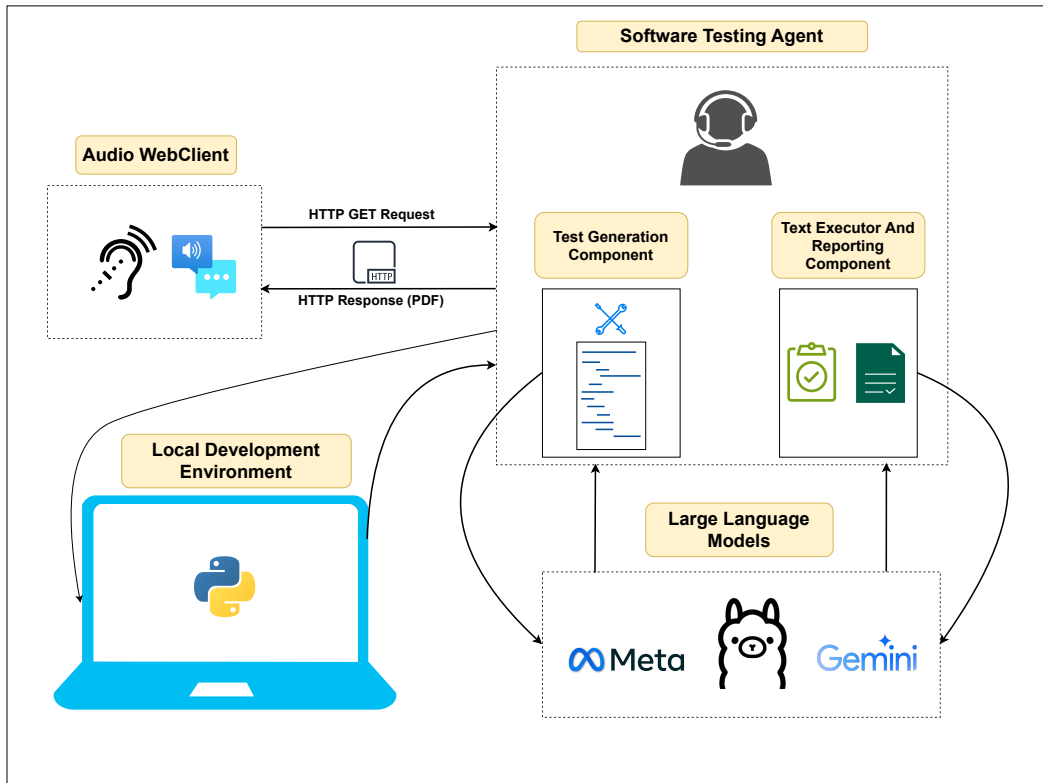 Software Testing Agent
Audio WebClient
HTTP GET Request
HTTP
HTTP Response (PDF)
Test Generation
Component
Text Executor And
Reporting
Component
Local Development
Environment
Large Language
Models
Meta
Gemini